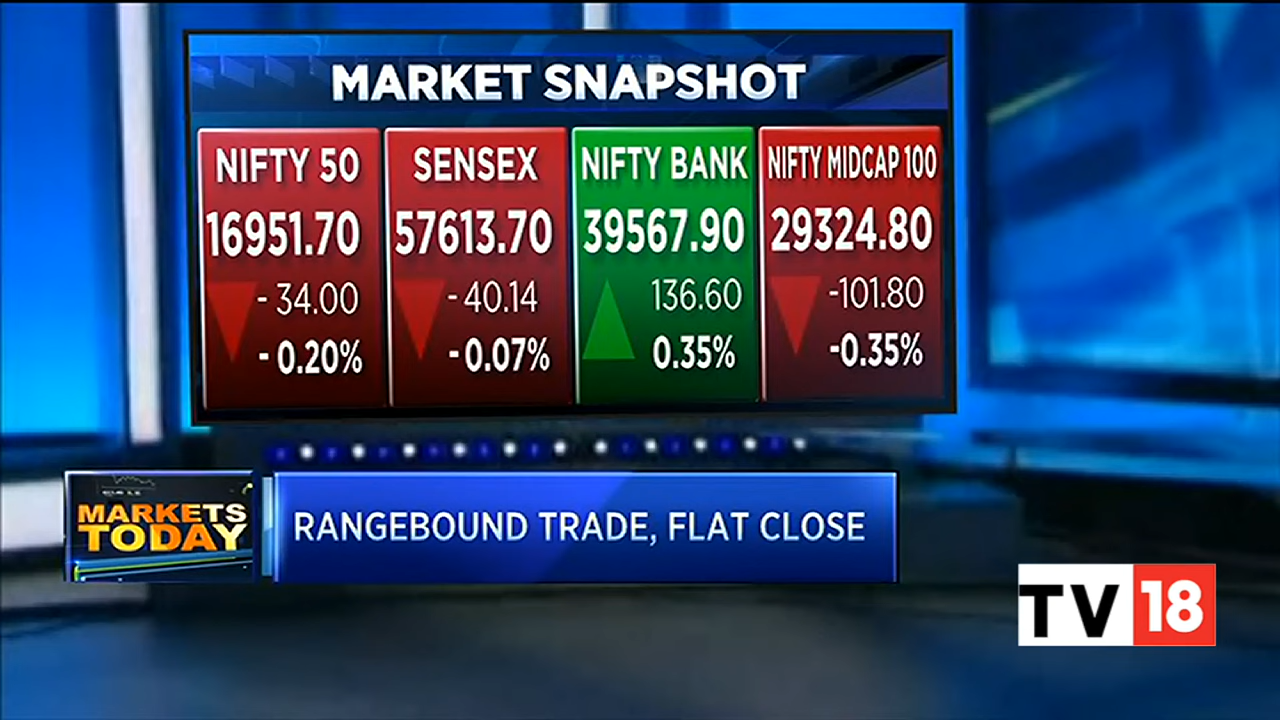 MARKET SNAPSHOT
NIFTY 50
16951.70
- 34.00
- 0.20%
SENSEX
57613.70
- 40.14
- 0.07%
NIFTY BANK
39567.90
136.60
0.35%
NIFTY MIDCAP 100
29324.80
-101.80
-0.35%
MARKETS
TODAY
RANGEBOUND TRADE, FLAT CLOSE
TV 18